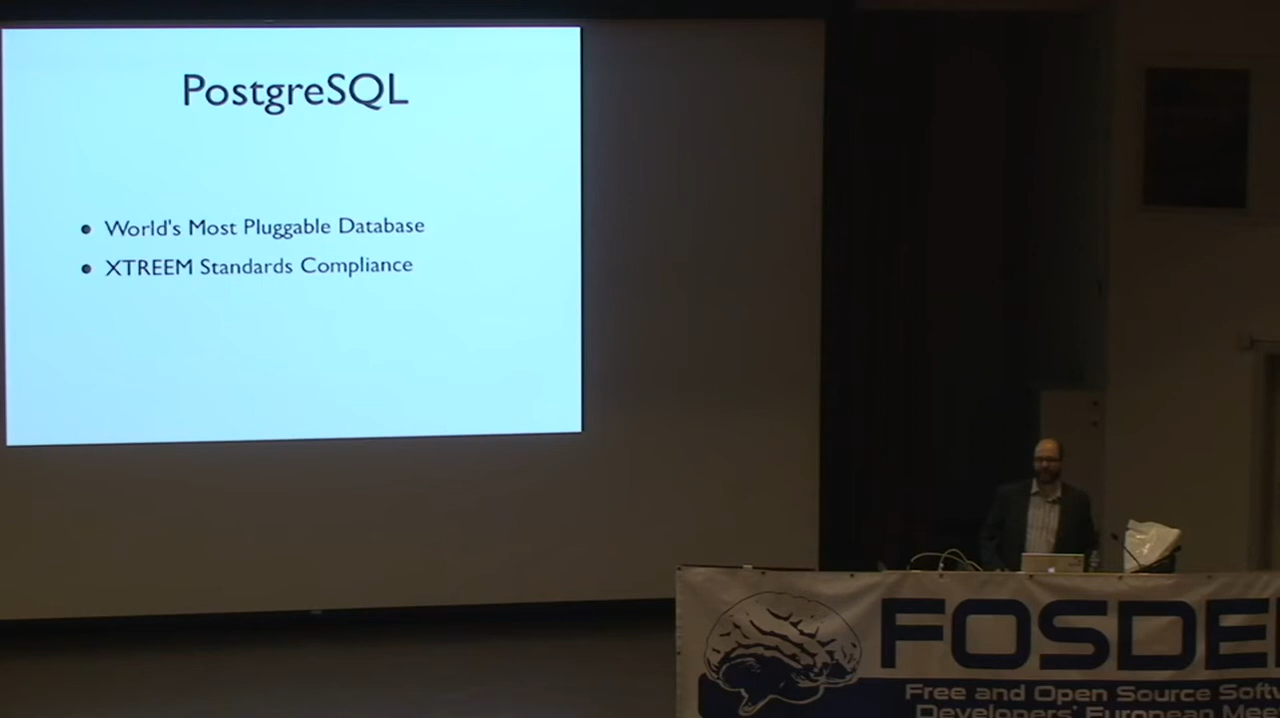 PostgreSQL
World's Most Pluggable Database
XTREEM Standards Compliance
FOSDE
Free and Open Source Softw
Developers' European Mee